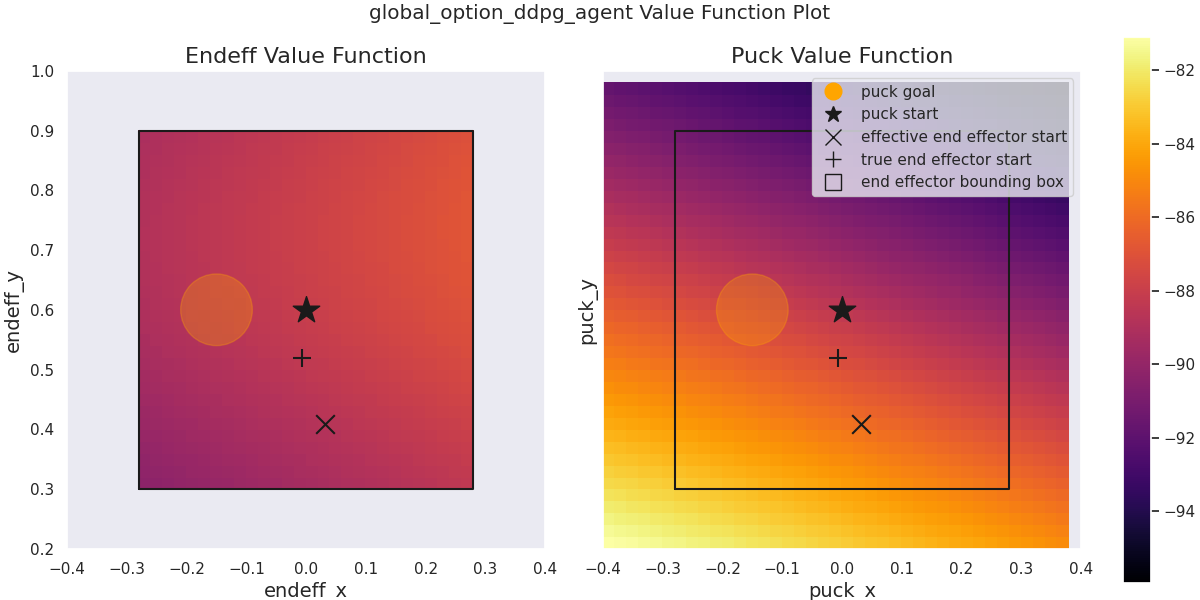 global_option_ddpg_agent Value Function Plot
Endeff Value Function
Puck Value Function
1.0
0.9
0.8
0.7
0.6
0.5
0.4
0.3
0.2
endeff_y
−0.4 −0.3 −0.2 −0.1 0.0 0.1 0.2 0.3 0.4
endeff_x
puck goal
puck start
effective end effector start
true end effector start
end effector bounding box
puck_y
−0.4 −0.3 −0.2 −0.1 0.0 0.1 0.2 0.3 0.4
puck_x
−82
−84
−86
−88
−90
−92
−94